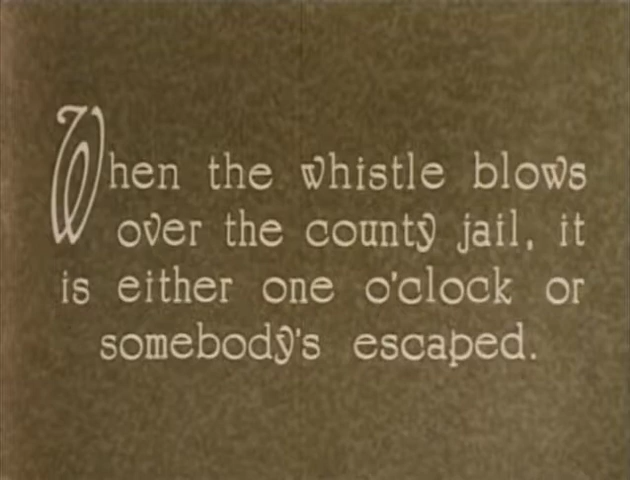 When the whistle blows
over the county jail, it
is either one o'clock or
somebody's escaped.